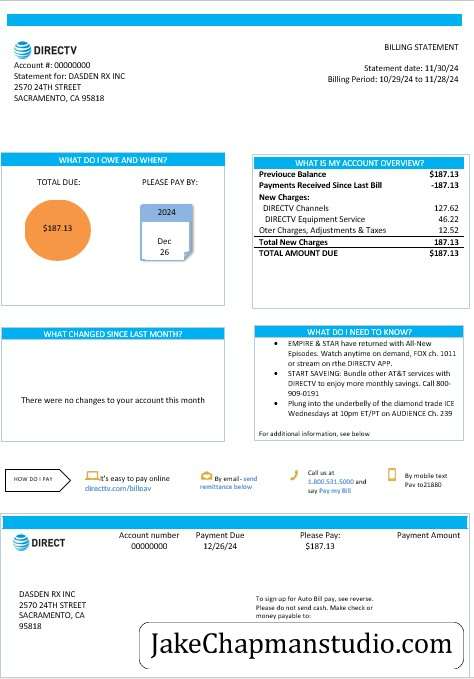 DIRECTV
BILLING STATEMENT
Account #: 00000000
Statement for: DASDEN RX INC
2570 24TH STREET
SACRAMENTO, CA 95818
Statement date: 11/30/24
Billing Period: 10/29/24 to 11/28/24
WHAT DO I OWE AND WHEN?
TOTAL DUE:
PLEASE PAY BY:
$187.13
2024
Dec
26
WHAT IS MY ACCOUNT OVERVIEW?
Previouce Balance $187.13
Payments Received Since Last Bill -187.13
New Charges:
DIRECTV Channels 127.62
DIRECTV Equipment Service 46.22
Oter Charges, Adjustments & Taxes 12.52
Total New Charges 187.13
TOTAL AMOUNT DUE $187.13
WHAT CHANGED SINCE LAST MONTH?
There were no changes to your account this month
WHAT DO I NEED TO KNOW?
• EMPIRE & STAR have returned with All-New
Episodes. Watch anytime on demand, FOX ch. 1011
or stream on rthe DIRECTV APP.
• START SAVEING: Bundle other AT&T services with
DIRECTV to enjoy more monthly savings. Call 800-
909-0191
• Plung into the underbelly of the diamond trade ICE
Wednesdays at 10pm ET/PT on AUDIENCE Ch. 239
For additional information, see below
HOW DO I PAY
It's easy to pay online
directtv.com/billpav
By email- send
remittance below
Call us at
1.800.531.5000 and
say Pay my Bill
By mobile text
Pav to21880
DIRECT
Account number
00000000
Payment Due
12/26/24
Please Pay:
$187.13
Payment Amount
DASDEN RX INC
2570 24TH STREET
SACRAMENTO, CA
95818
To sign up for Auto Bill pay, see reverse.
Please do not send cash. Make check or
money payable to:
JakeChapmanstudio.com